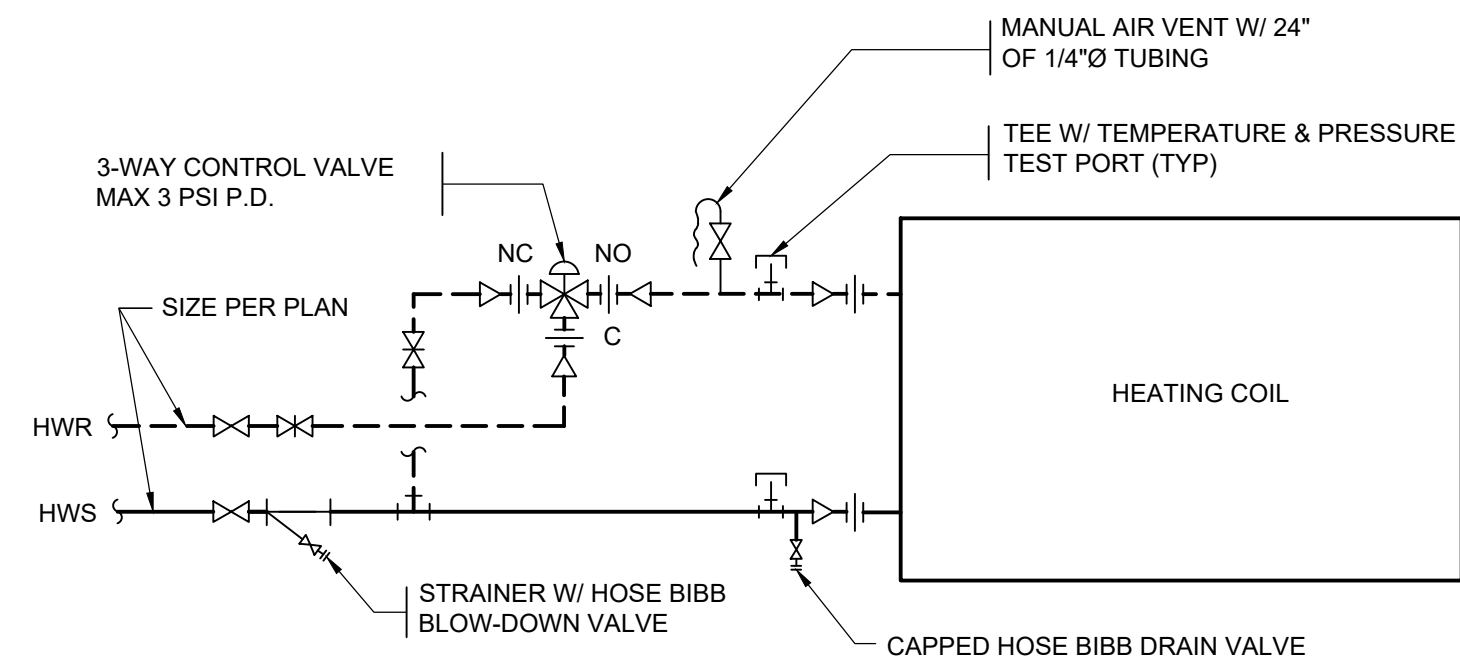 MANUAL AIR VENT W/ 24"
OF 1/4"Ø TUBING
TEE W/ TEMPERATURE & PRESSURE
TEST PORT (TYP)
3-WAY CONTROL VALVE
MAX 3 PSI P.D.
NC
NO
C
SIZE PER PLAN
HWR
HEATING COIL
HWS
STRAINER W/ HOSE BIBB
BLOW-DOWN VALVE
CAPPED HOSE BIBB DRAIN VALVE